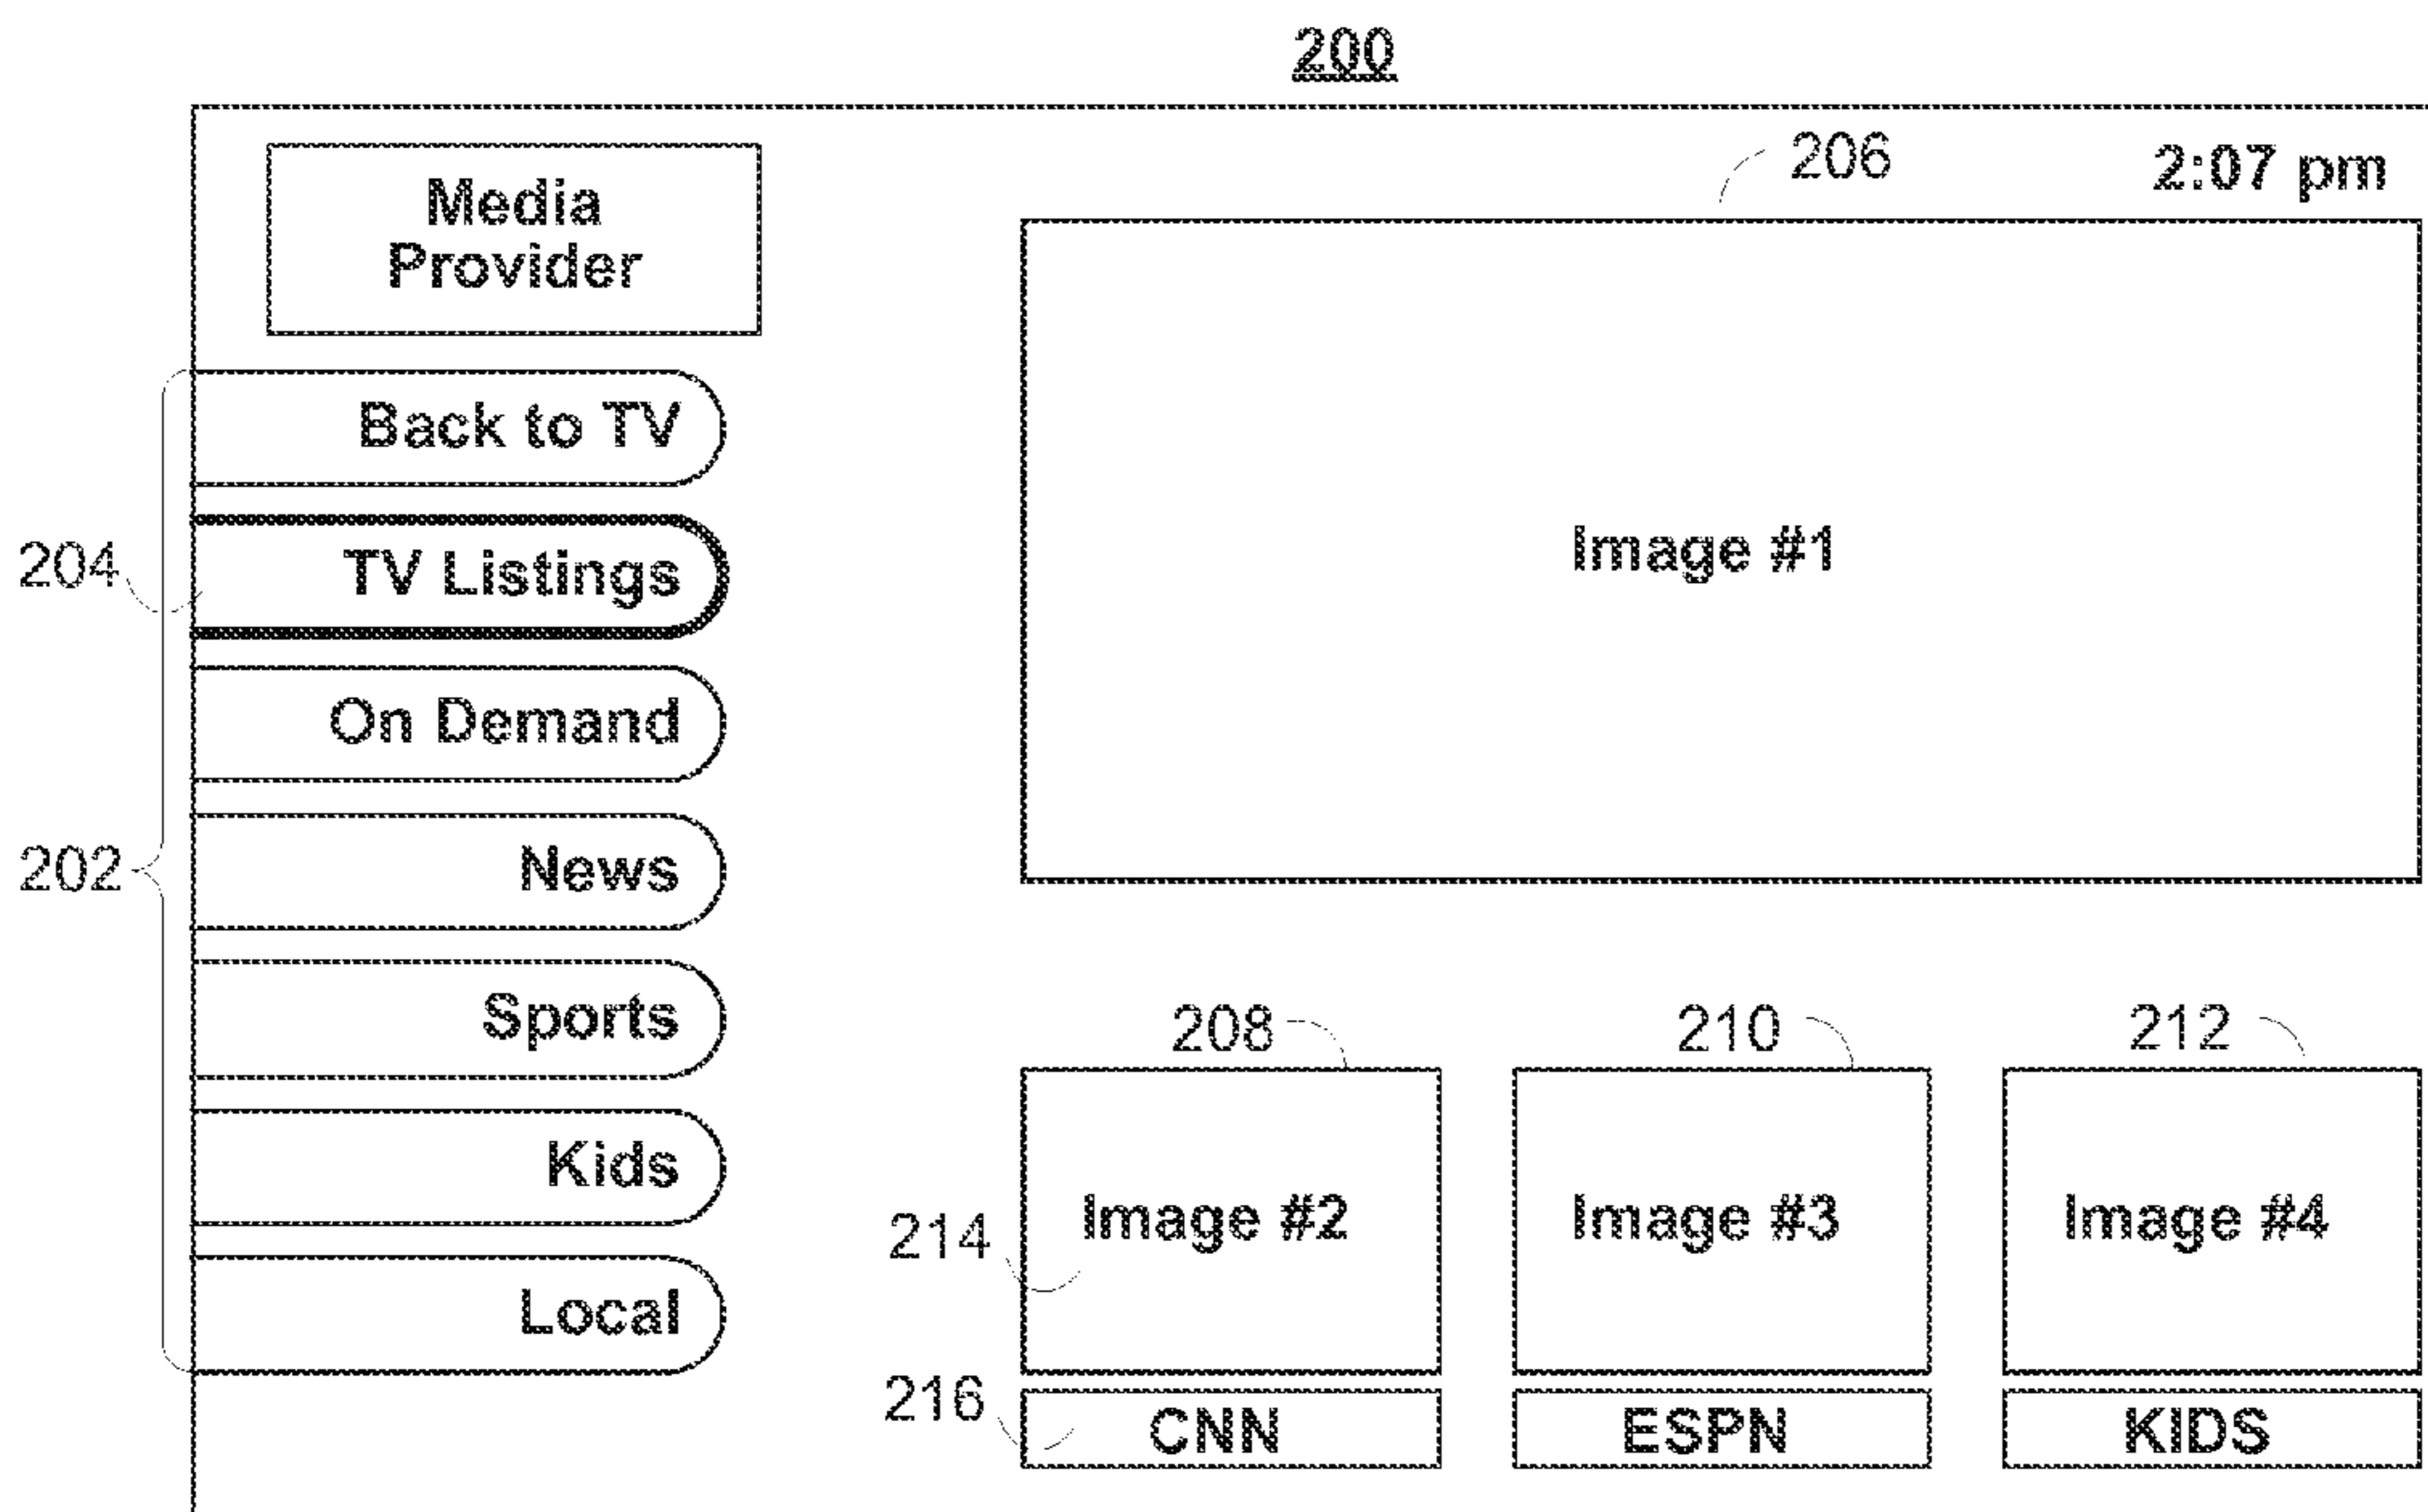 200
206
2:07 pm
Media
Provider
Image #1
Back to TV
204
TV Listings
On Demand
202
News
Sports
Kids
Local
208
210
212
214
Image #2
Image #3
Image #4
216
CNN
ESPN
KIDS